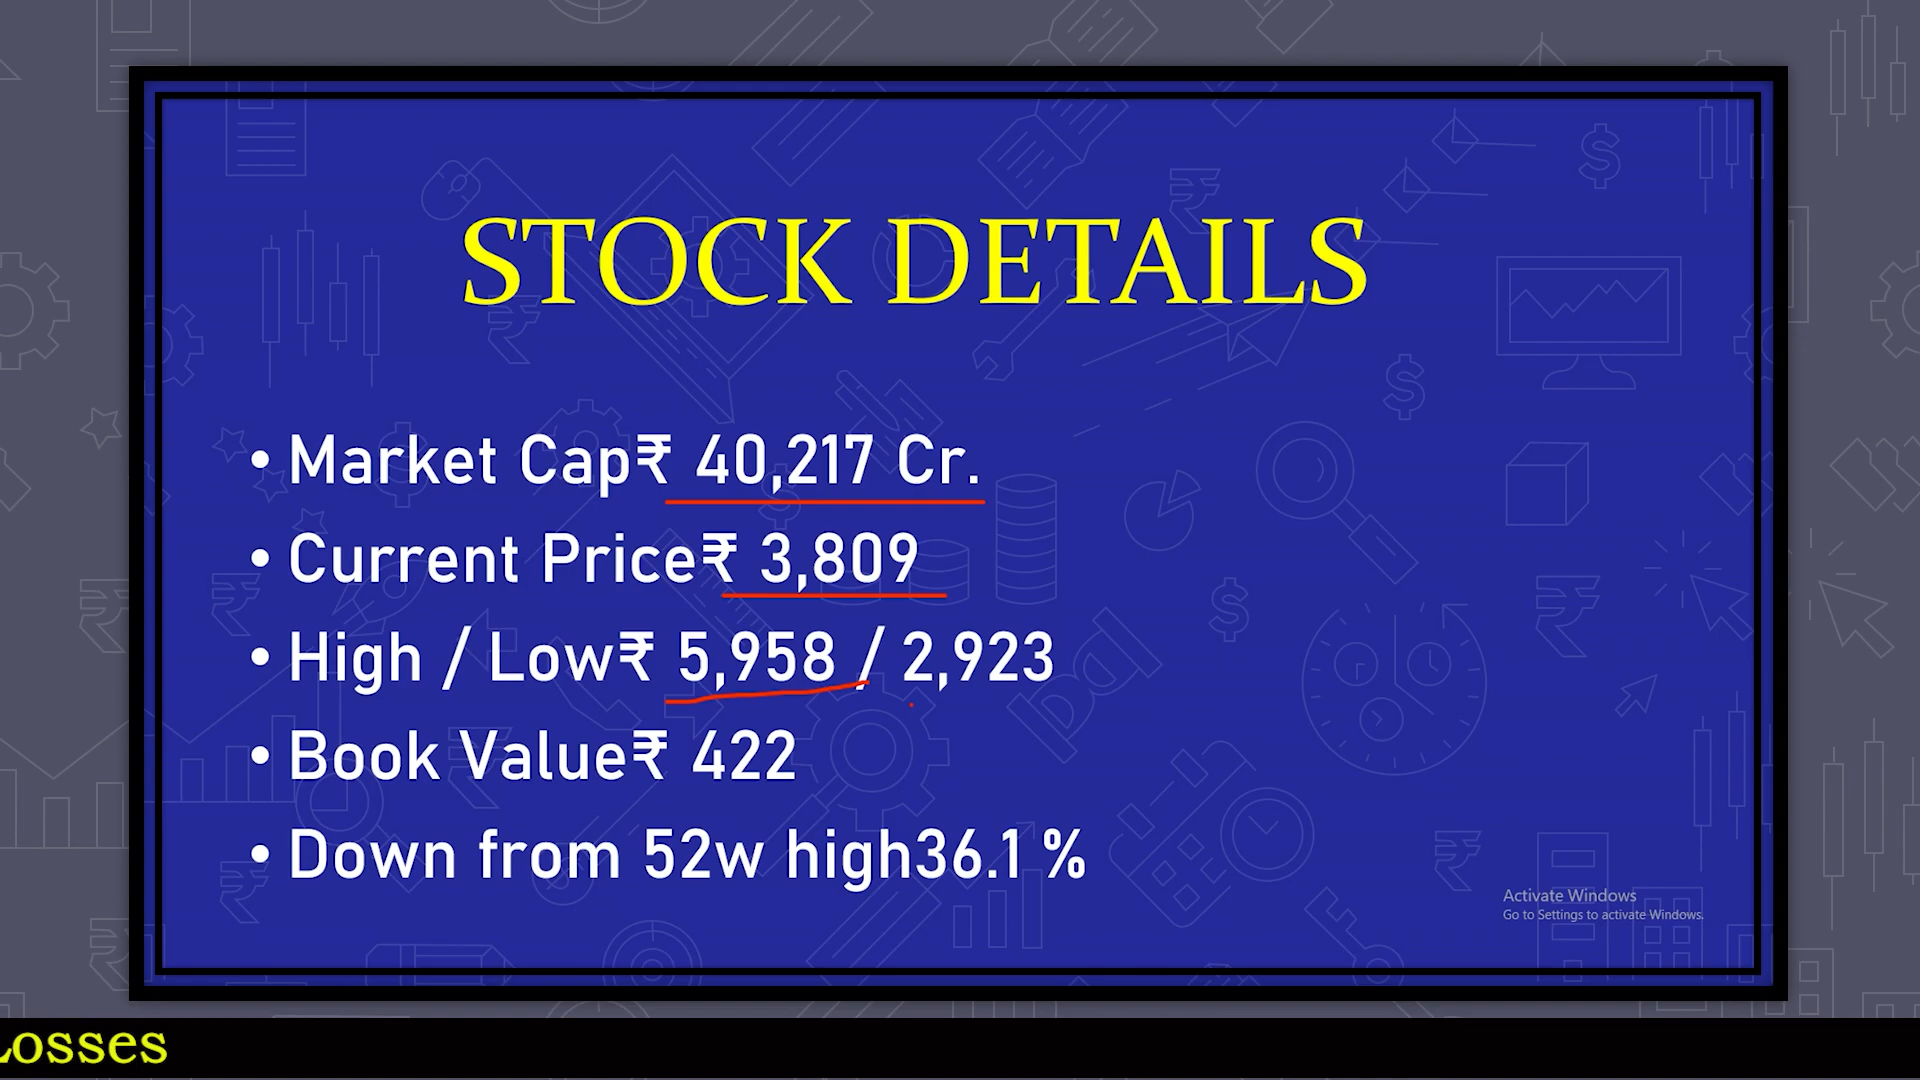 STOCK DETAILS
• Market Cap₹ 40,217 Cr.
• Current Price₹ 3,809
• High / Low₹ 5,958 / 2,923
• Book Value₹ 422
• Down from 52w high36.1 %
Activate Windows
Go to Settings to activate Windows.
Losses